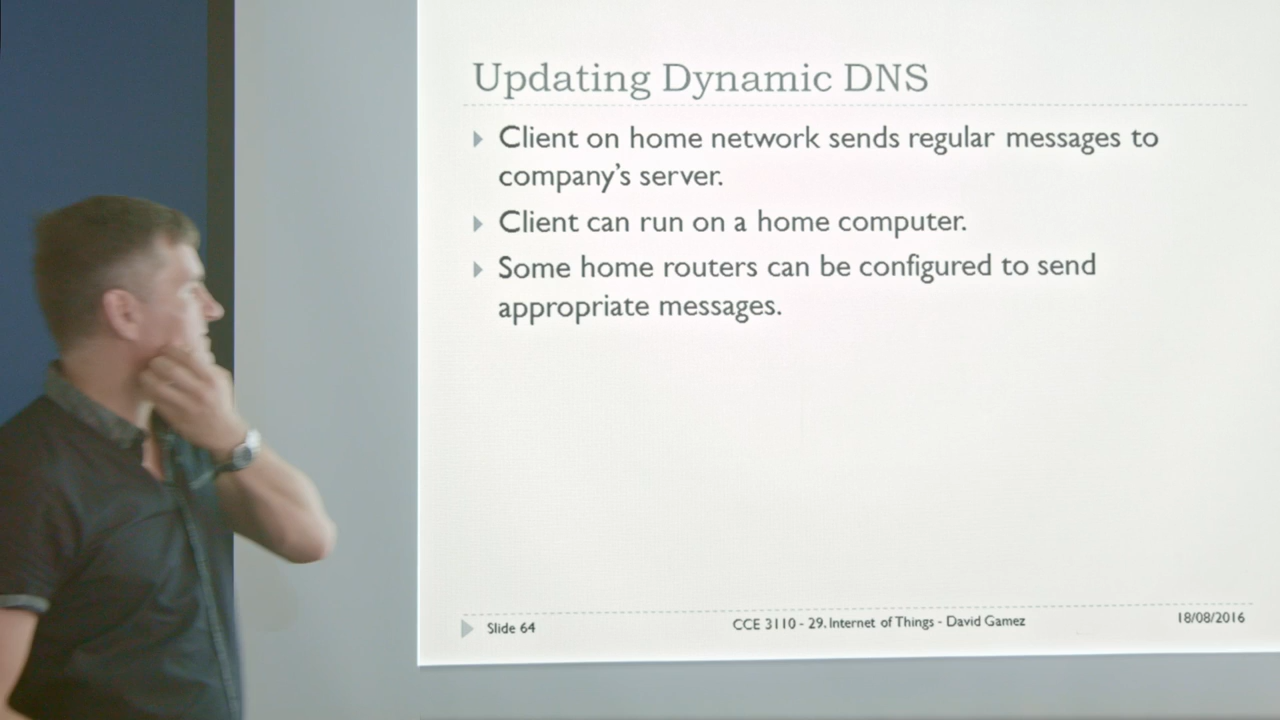 Updating Dynamic DNS
Client on home network sends regular messages to
company's server.
Client can run on a home computer.
Some home routers can be configured to send
appropriate messages.
Slide 64
CCE 3110 - 29. Internet of Things - David Gamez
18/08/2016